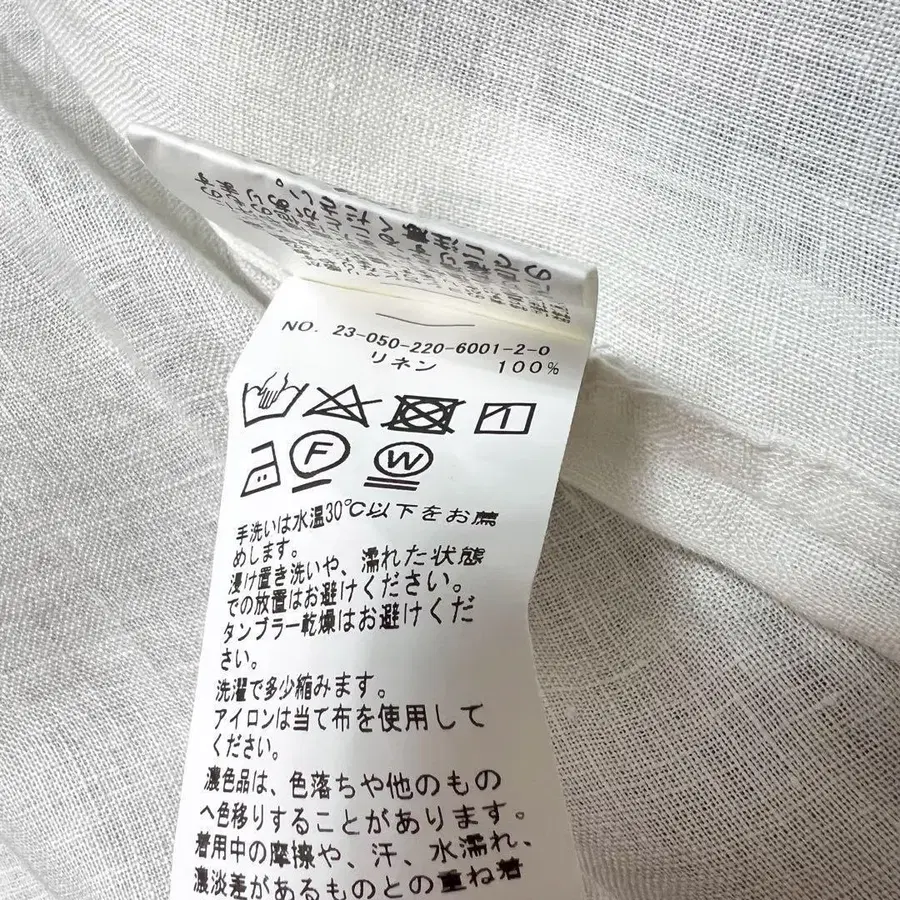 NO. 23-050-220-6001-2-0
リネン 100%
F W
手洗いは水温30℃以下をお薦
めします。
浸け置き洗いや、濡れた状態
での放置はお避けください。
タンブラー乾燥はお避けくだ
さい。
洗濯で多少縮みます。
アイロンは当て布を使用して
ください。
濃色品は、色落ちや他のもの
へ色移りすることがあります。
着用中の摩擦や、汗、水濡れ、
濃淡差があるものとの重ね着